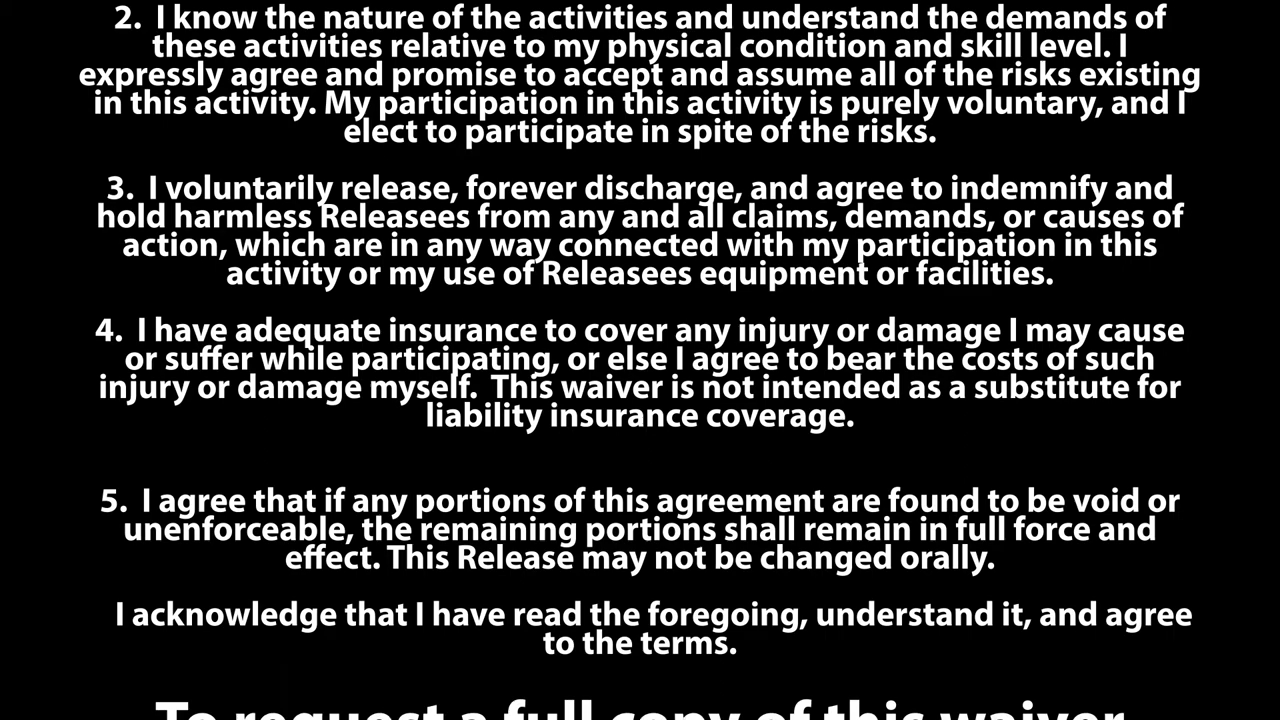 2.  I know the nature of the activities and understand the demands of
these activities relative to my physical condition and skill level. I
expressly agree and promise to accept and assume all of the risks existing
in this activity. My participation in this activity is purely voluntary, and I
elect to participate in spite of the risks.
3.  I voluntarily release, forever discharge, and agree to indemnify and
hold harmless Releasees from any and all claims, demands, or causes of
action, which are in any way connected with my participation in this
activity or my use of Releasees equipment or facilities.
4.  I have adequate insurance to cover any injury or damage I may cause
or suffer while participating, or else I agree to bear the costs of such
injury or damage myself.  This waiver is not intended as a substitute for
liability insurance coverage.
5.  I agree that if any portions of this agreement are found to be void or
unenforceable, the remaining portions shall remain in full force and
effect. This Release may not be changed orally.
I acknowledge that I have read the foregoing, understand it, and agree
to the terms.
To request a full copy of this waiver